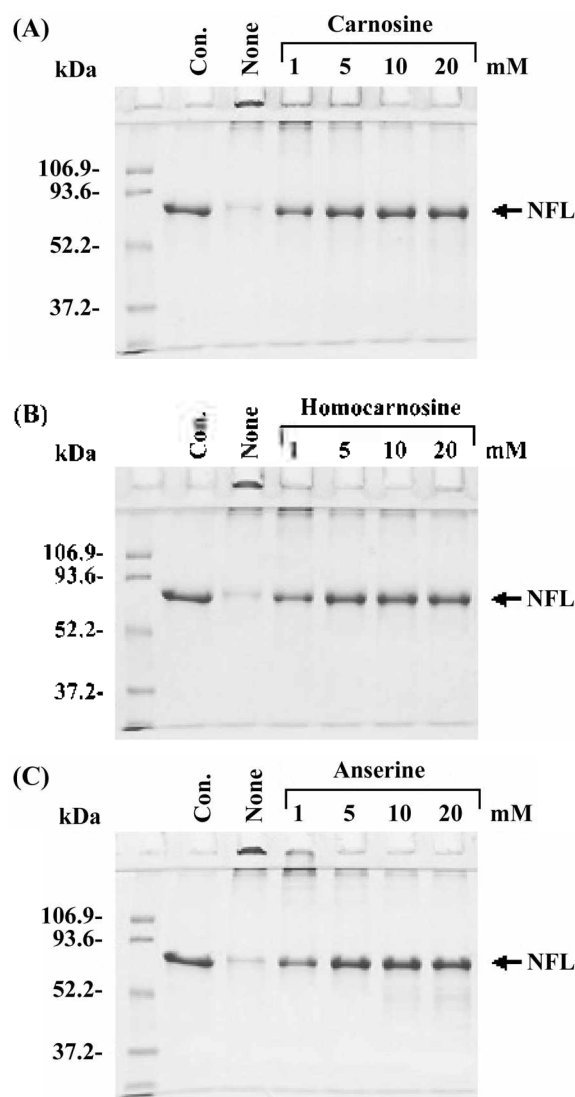 (A) Carnosine
Con. None
kDa 1 5 10 20 mM
106.9-
93.6-
NFL
52.2-
37.2-
(B) Homocarnosine
Con. None
kDa 1 5 10 20 mM
106.9-
93.6-
NFL
52.2-
37.2-
(C) Anserine
Con. None
kDa 1 5 10 20 mM
106.9-
93.6-
NFL
52.2-
37.2-